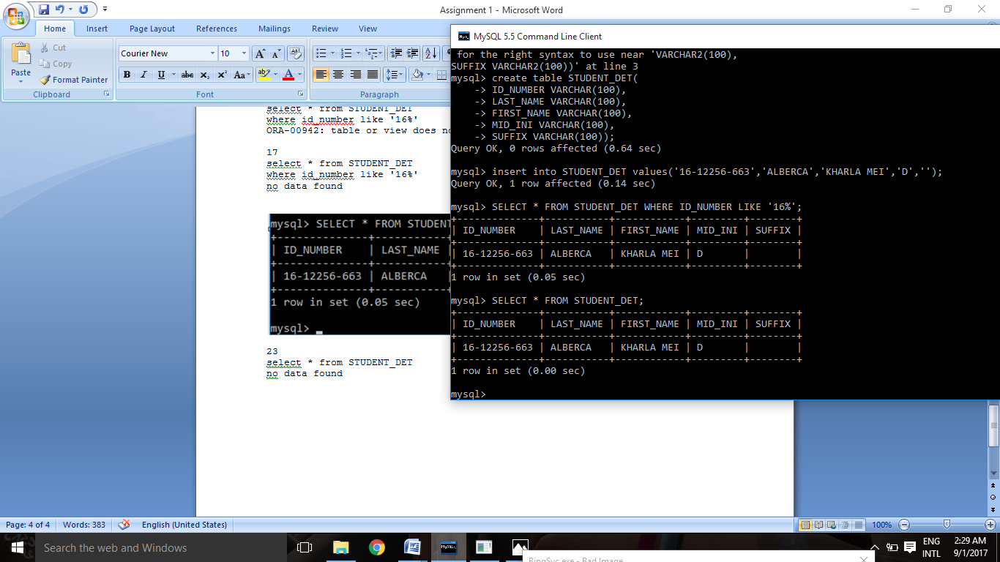 Assignment 1 - Microsoft Word
Home Insert Page Layout References Mailings Review View
Paste
Cut
Copy
Format Painter
Clipboard
Courier New 10
B I U abc x₂ x² Aa
Font
Paragraph
select * from STUDENT_DET
where id_number like '16%'
ORA-00942: table or view does no
17
select * from STUDENT_DET
where id_number like '16%'
no data found
mysql> SELECT * FROM STUDENT
+--------------+-----------
| ID_NUMBER | LAST_NAME |
+--------------+-----------
| 16-12256-663 | ALBERCA |
+--------------+-----------
1 row in set (0.05 sec)
mysql>
23
select * from STUDENT_DET
no data found
MySQL 5.5 Command Line Client
for the right syntax to use near 'VARCHAR2(100),
SUFFIX VARCHAR2(100))' at line 3
mysql> create table STUDENT_DET(
-> ID_NUMBER VARCHAR(100),
-> LAST_NAME VARCHAR(100),
-> FIRST_NAME VARCHAR(100),
-> MID_INI VARCHAR(100),
-> SUFFIX VARCHAR(100));
Query OK, 0 rows affected (0.64 sec)
mysql> insert into STUDENT_DET values('16-12256-663','ALBERCA','KHARLA MEI','D','');
Query OK, 1 row affected (0.14 sec)
mysql> SELECT * FROM STUDENT_DET WHERE ID_NUMBER LIKE '16%';
+--------------+-----------+------------+---------+--------+
| ID_NUMBER | LAST_NAME | FIRST_NAME | MID_INI | SUFFIX |
+--------------+-----------+------------+---------+--------+
| 16-12256-663 | ALBERCA | KHARLA MEI | D | |
+--------------+-----------+------------+---------+--------+
1 row in set (0.05 sec)
mysql> SELECT * FROM STUDENT_DET;
+--------------+-----------+------------+---------+--------+
| ID_NUMBER | LAST_NAME | FIRST_NAME | MID_INI | SUFFIX |
+--------------+-----------+------------+---------+--------+
| 16-12256-663 | ALBERCA | KHARLA MEI | D | |
+--------------+-----------+------------+---------+--------+
1 row in set (0.00 sec)
mysql>
Page: 4 of 4 Words: 383 English (United States) 100%
Search the web and Windows
ENG
INTL
2:29 AM
9/1/2017
BingSvc.exe - Bad Image